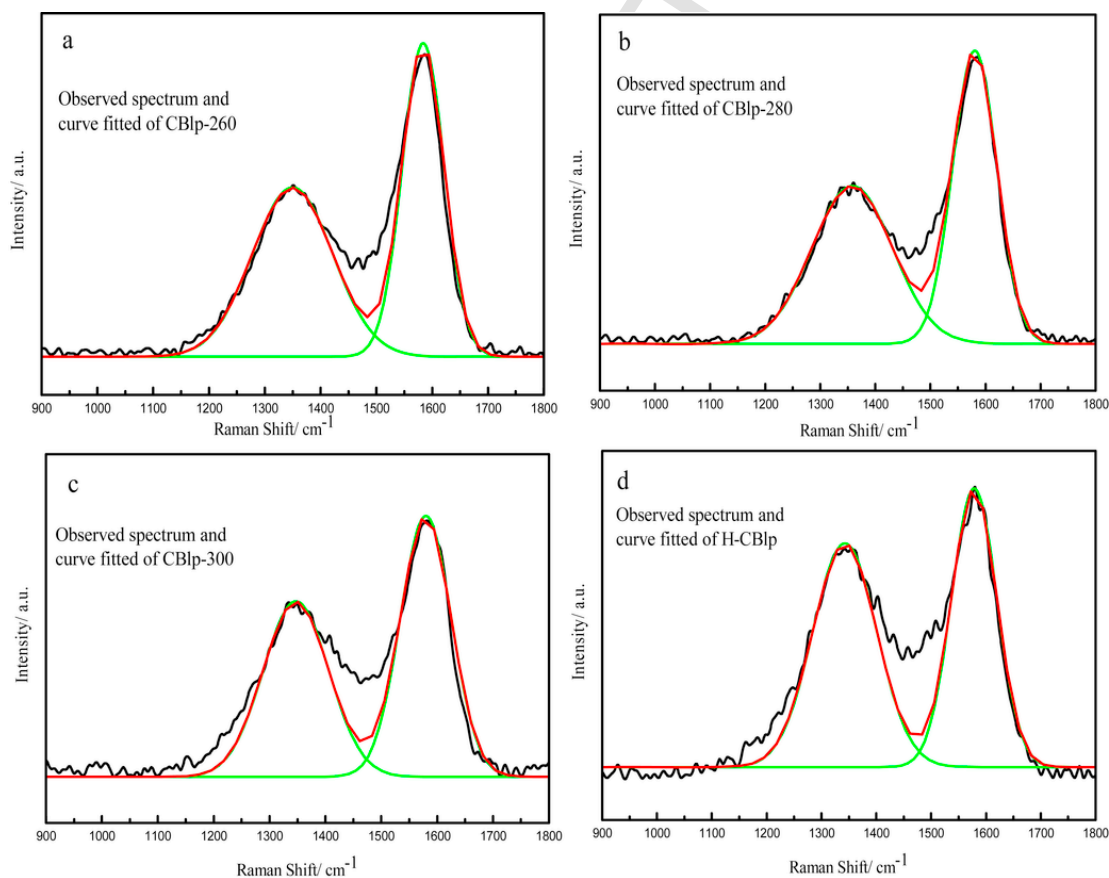 a
Observed spectrum and
curve fitted of CBlp-260
Intensity/ a.u.
900 1000 1100 1200 1300 1400 1500 1600 1700 1800
Raman Shift/ cm-1
b
Observed spectrum and
curve fitted of CBlp-280
Intensity/ a.u.
900 1000 1100 1200 1300 1400 1500 1600 1700 1800
Raman Shift/ cm-1
c
Observed spectrum and
curve fitted of CBlp-300
Intensity/ a.u.
900 1000 1100 1200 1300 1400 1500 1600 1700 1800
Raman Shift/ cm-1
d
Observed spectrum and
curve fitted of H-CBlp
Intensity/ a.u.
900 1000 1100 1200 1300 1400 1500 1600 1700 1800
Raman Shift/ cm-1